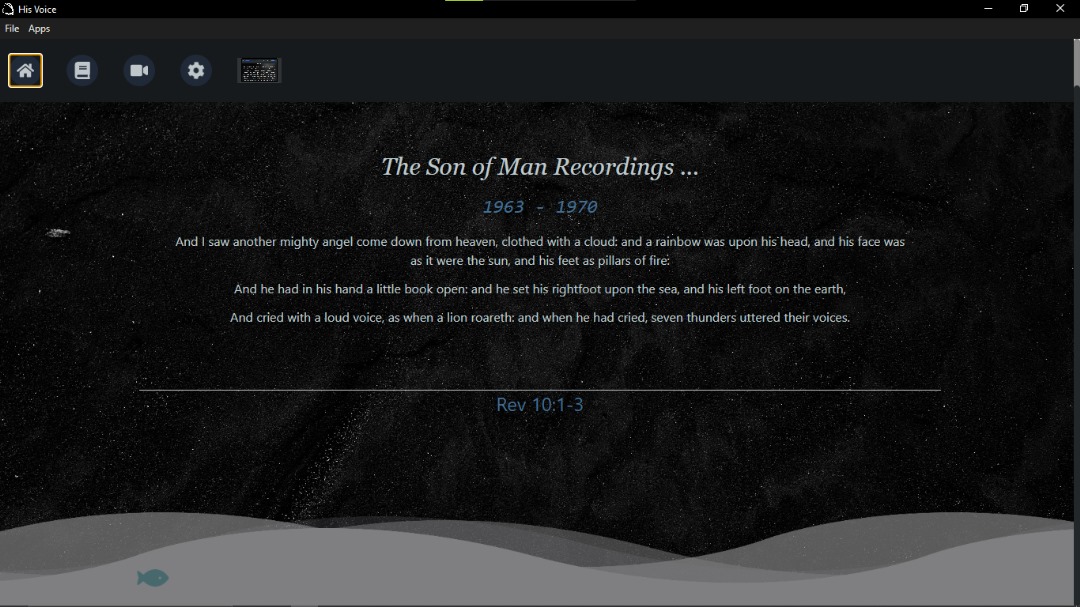 His Voice
File Apps
The Son of Man Recordings ...
1963 - 1970
And I saw another mighty angel come down from heaven, clothed with a cloud: and a rainbow was upon his head, and his face was
as it were the sun, and his feet as pillars of fire:
And he had in his hand a little book open: and he set his rightfoot upon the sea, and his left foot on the earth,
And cried with a loud voice, as when a lion roareth: and when he had cried, seven thunders uttered their voices.
Rev 10:1-3